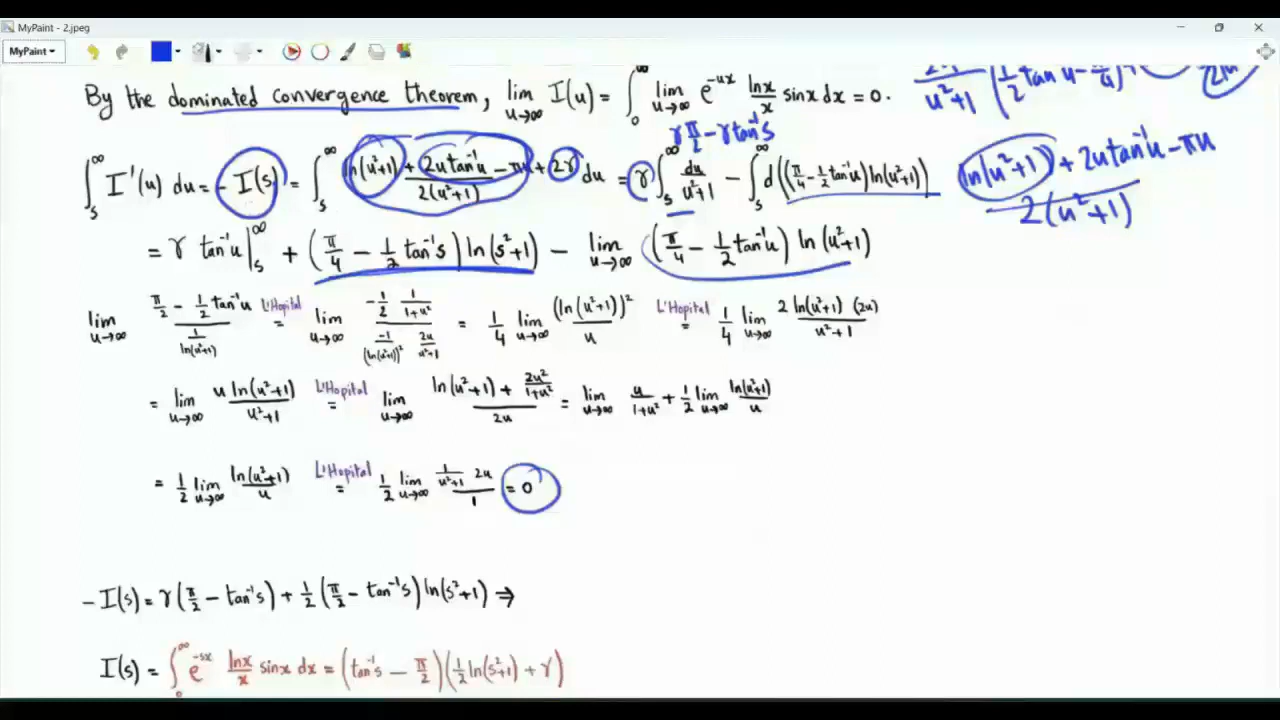 MyPaint - 2.jpeg
MyPaint
By the dominated convergence theorem, lim_{u→∞} I(u) = ∫_0^∞ lim_{u→∞} e^{-ux} lnx/x sinx dx = 0.
γ π/2 - γ tan⁻¹s
∫_s^∞ I'(u) du = - I(s) = ∫_s^∞ (ln(u²+1) + 2u tan⁻¹u - πu + 2γ)/(2(u²+1)) du = γ ∫_s^∞ du/(u²+1) - ∫_s^∞ d((π/4 - 1/2 tan⁻¹u) ln(u²+1))
(ln(u²+1) + 2u tan⁻¹u - πu)/(2(u²+1))
= γ tan⁻¹u |_s^∞ + (π/4 - 1/2 tan⁻¹s) ln(s²+1) - lim_{u→∞} (π/4 - 1/2 tan⁻¹u) ln(u²+1)
lim_{u→∞} (π/2 - 1/2 tan⁻¹u)/(1/ln(u²+1)) L'Hopital = lim_{u→∞} (-1/2 1/(1+u²))/(-1/(ln(u²+1))² 2u/(u²+1)) = 1/4 lim_{u→∞} (ln(u²+1))²/u L'Hopital = 1/4 lim_{u→∞} 2 ln(u²+1) (2u)/(u²+1)
= lim_{u→∞} u ln(u²+1)/(u²+1) L'Hopital = lim_{u→∞} (ln(u²+1) + 2u²/(1+u²))/(2u) = lim_{u→∞} u/(1+u²) + 1/2 lim_{u→∞} ln(u²+1)/u
= 1/2 lim_{u→∞} ln(u²+1)/u L'Hopital = 1/2 lim_{u→∞} (1/(u²+1) 2u)/1 = 0
- I(s) = γ(π/2 - tan⁻¹s) + 1/2 (π/2 - tan⁻¹s) ln(s²+1) ⇒
I(s) = ∫_0^∞ e^{-sx} lnx/x sinx dx = (tan⁻¹s - π/2)(1/2 ln(s²+1) + γ)